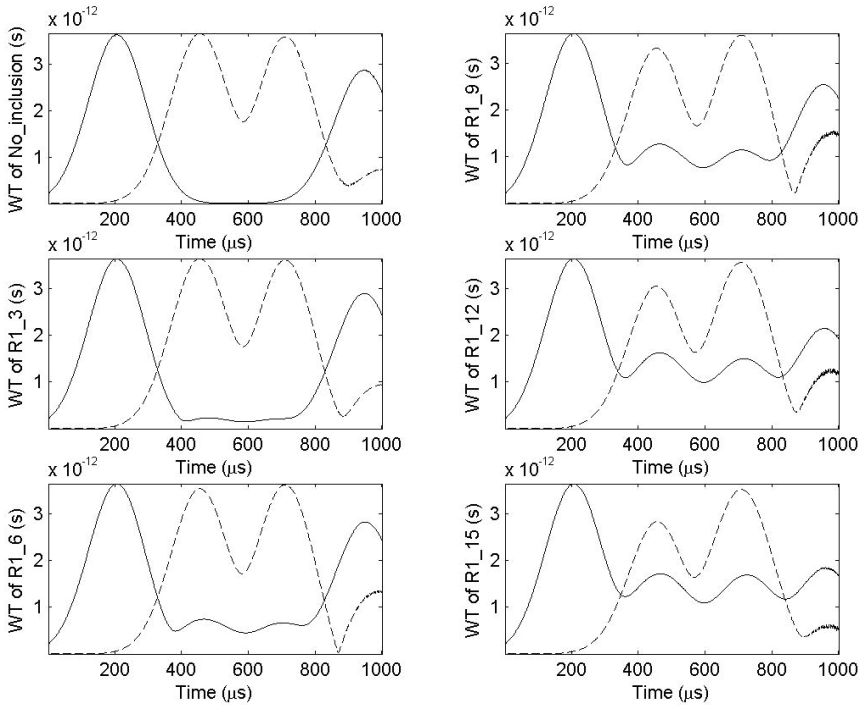 x 10⁻¹²
WT of No_inclusion (s)
3
2
1
200 400 600 800 1000
Time (μs)
x 10⁻¹²
WT of R1_3 (s)
3
2
1
200 400 600 800 1000
Time (μs)
x 10⁻¹²
WT of R1_6 (s)
3
2
1
200 400 600 800 1000
Time (μs)
x 10⁻¹²
WT of R1_9 (s)
3
2
1
200 400 600 800 1000
Time (μs)
x 10⁻¹²
WT of R1_12 (s)
3
2
1
200 400 600 800 1000
Time (μs)
x 10⁻¹²
WT of R1_15 (s)
3
2
1
200 400 600 800 1000
Time (μs)